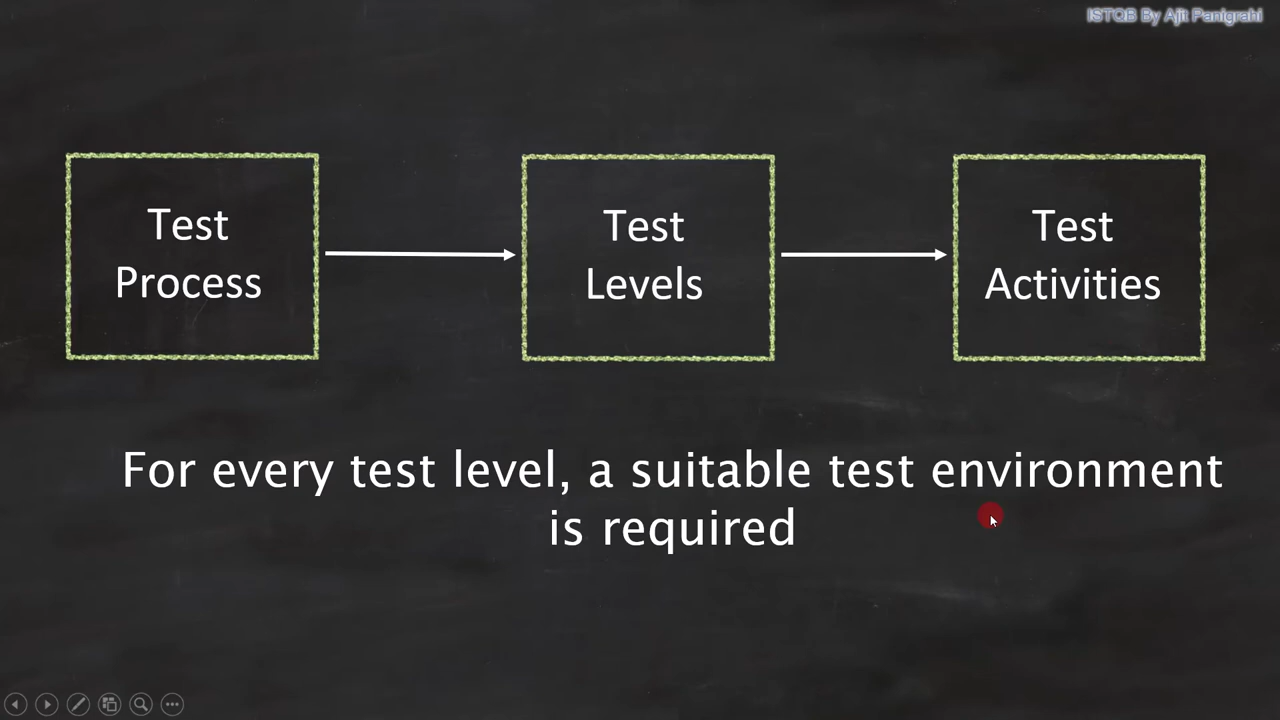 ISTQB By Ajit Panigrahi
Test
Process
Test
Levels
Test
Activities
For every test level, a suitable test environment
is required